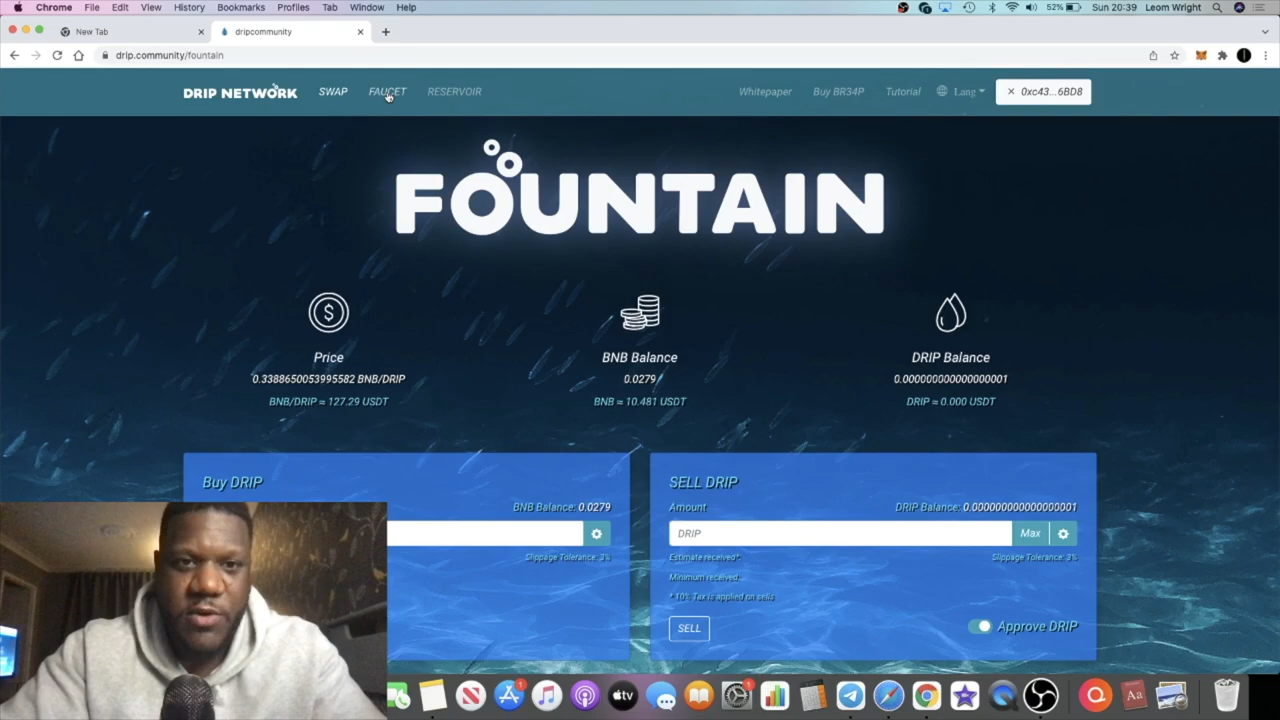 Chrome File Edit View History Bookmarks Profiles Tab Window Help 52% Sun 20:39 Leom Wright
New Tab dripcommunity
drip.community/fountain
DRIP NETWORK SWAP FAUCET RESERVOIR Whitepaper Buy BR34P Tutorial Lang 0xc43...6BD8
FOUNTAIN
Price BNB Balance DRIP Balance
0.3388650053995582 BNB/DRIP 0.0279 0.000000000000000001
BNB/DRIP ≈ 127.29 USDT BNB ≈ 10.481 USDT DRIP ≈ 0.000 USDT
Buy DRIP
BNB Balance: 0.0279
Slippage Tolerance: 3%
SELL DRIP
Amount DRIP Balance: 0.000000000000000001
DRIP Max
Estimate received* Slippage Tolerance: 3%
Minimum received.
* 10% Tax is applied on sells
SELL Approve DRIP
1 tv 1 Aa